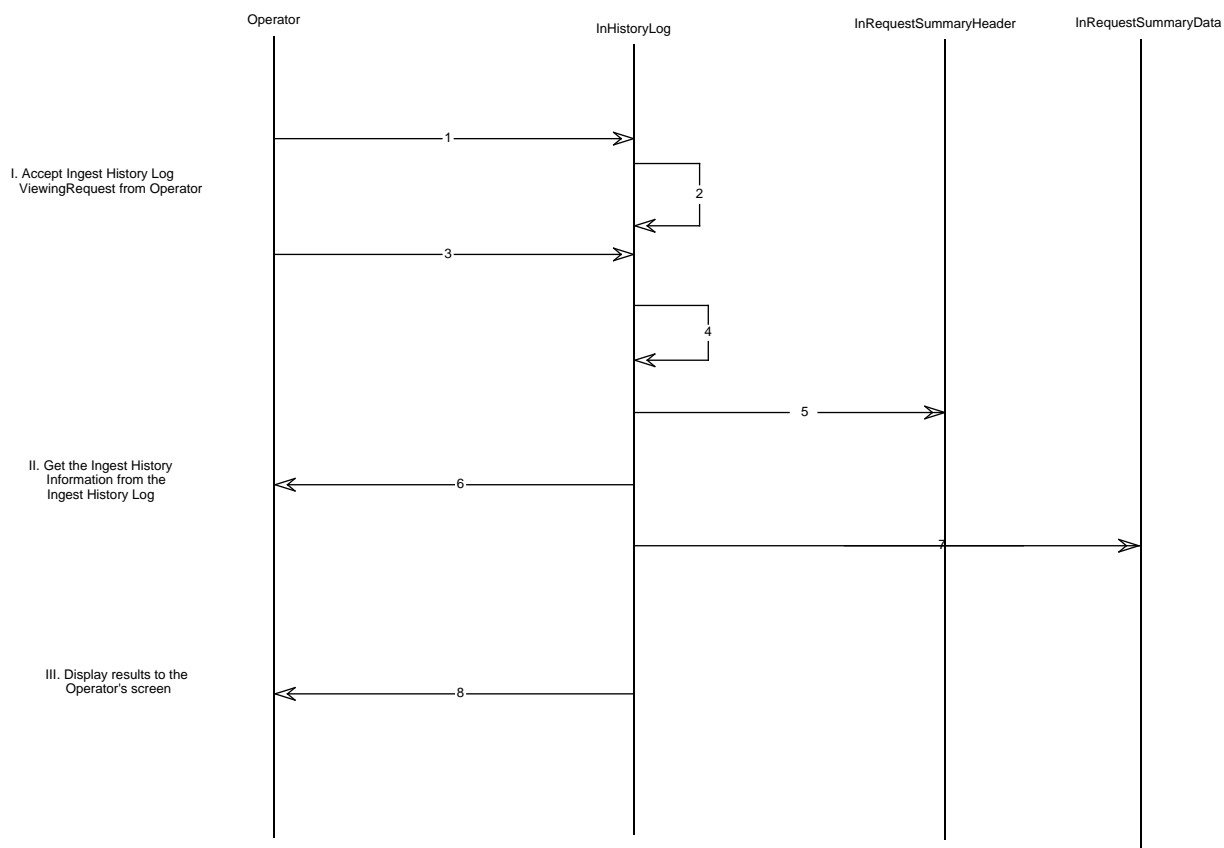 Operator
InHistoryLog
InRequestSummaryHeader
InRequestSummaryData
1
I. Accept Ingest History Log
ViewingRequest from Operator
2
3
4
5
II. Get the Ingest History
Information from the
Ingest History Log
6
7
III. Display results to the
Operator's screen
8